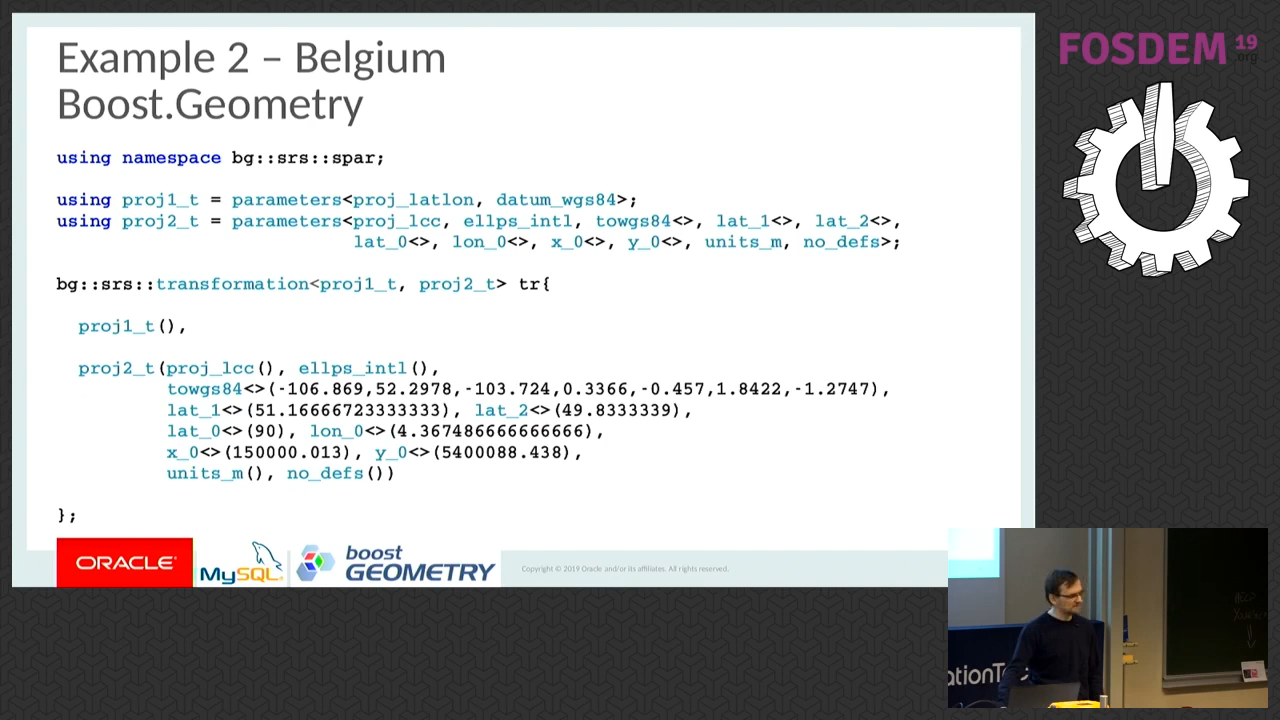 Example 2 – Belgium
Boost.Geometry
using namespace bg::srs::spar;
using proj1_t = parameters<proj_latlon, datum_wgs84>;
using proj2_t = parameters<proj_lcc, ellps_intl, towgs84<>, lat_1<>, lat_2<>,
lat_0<>, lon_0<>, x_0<>, y_0<>, units_m, no_defs>;
bg::srs::transformation<proj1_t, proj2_t> tr{
proj1_t(),
proj2_t(proj_lcc(), ellps_intl(),
towgs84<>(-106.869,52.2978,-103.724,0.3366,-0.457,1.8422,-1.2747),
lat_1<>(51.16666723333333), lat_2<>(49.8333339),
lat_0<>(90), lon_0<>(4.367486666666666),
x_0<>(150000.013), y_0<>(5400088.438),
units_m(), no_defs())
};
ORACLE
MySQL
boost
GEOMETRY
Copyright © 2019 Oracle and/or its affiliates. All rights reserved.
FOSDEM 19
.org